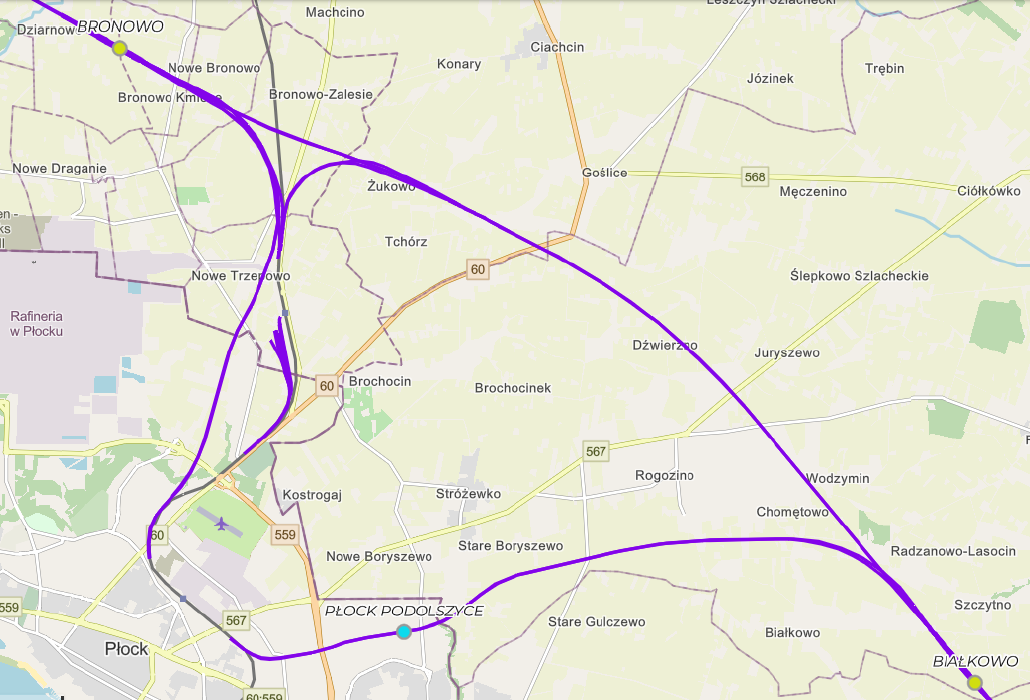 Leszczyn Szlachecki
Machcino
Dziarnów
BRONOWO
Ciachcin
Konary
Nowe Bronowo
Józinek
Trębin
Bronowo Kmiece
Bronowo-Zalesie
Nowe Draganie
Goślice
568
Żukowo
Męczenino
Ciółkówko
Tchórz
60
Nowe Trzepowo
Ślepkowo Szlacheckie
Rafineria
w Płocku
Dźwierzno
Juryszewo
60
Brochocin
Brochocinek
567
Rogozino
Wodzymin
Kostrogaj
Stróżewko
Chomętowo
60
559
Stare Boryszewo
Nowe Boryszewo
Radzanowo-Lasocin
559
567
PŁOCK PODOLSZYCE
Szczytno
Stare Gulczewo
Białkowo
Płock
BIAŁKOWO
60;559